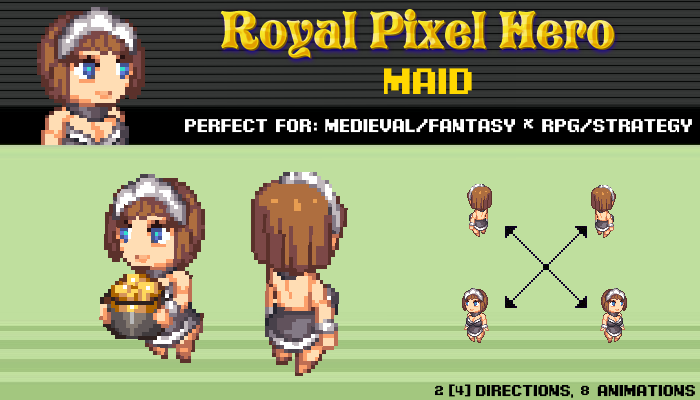 Royal Pixel Hero
MAID
PERFECT FOR: MEDIEVAL/FANTASY * RPG/STRATEGY
2 [4] DIRECTIONS, 8 ANIMATIONS